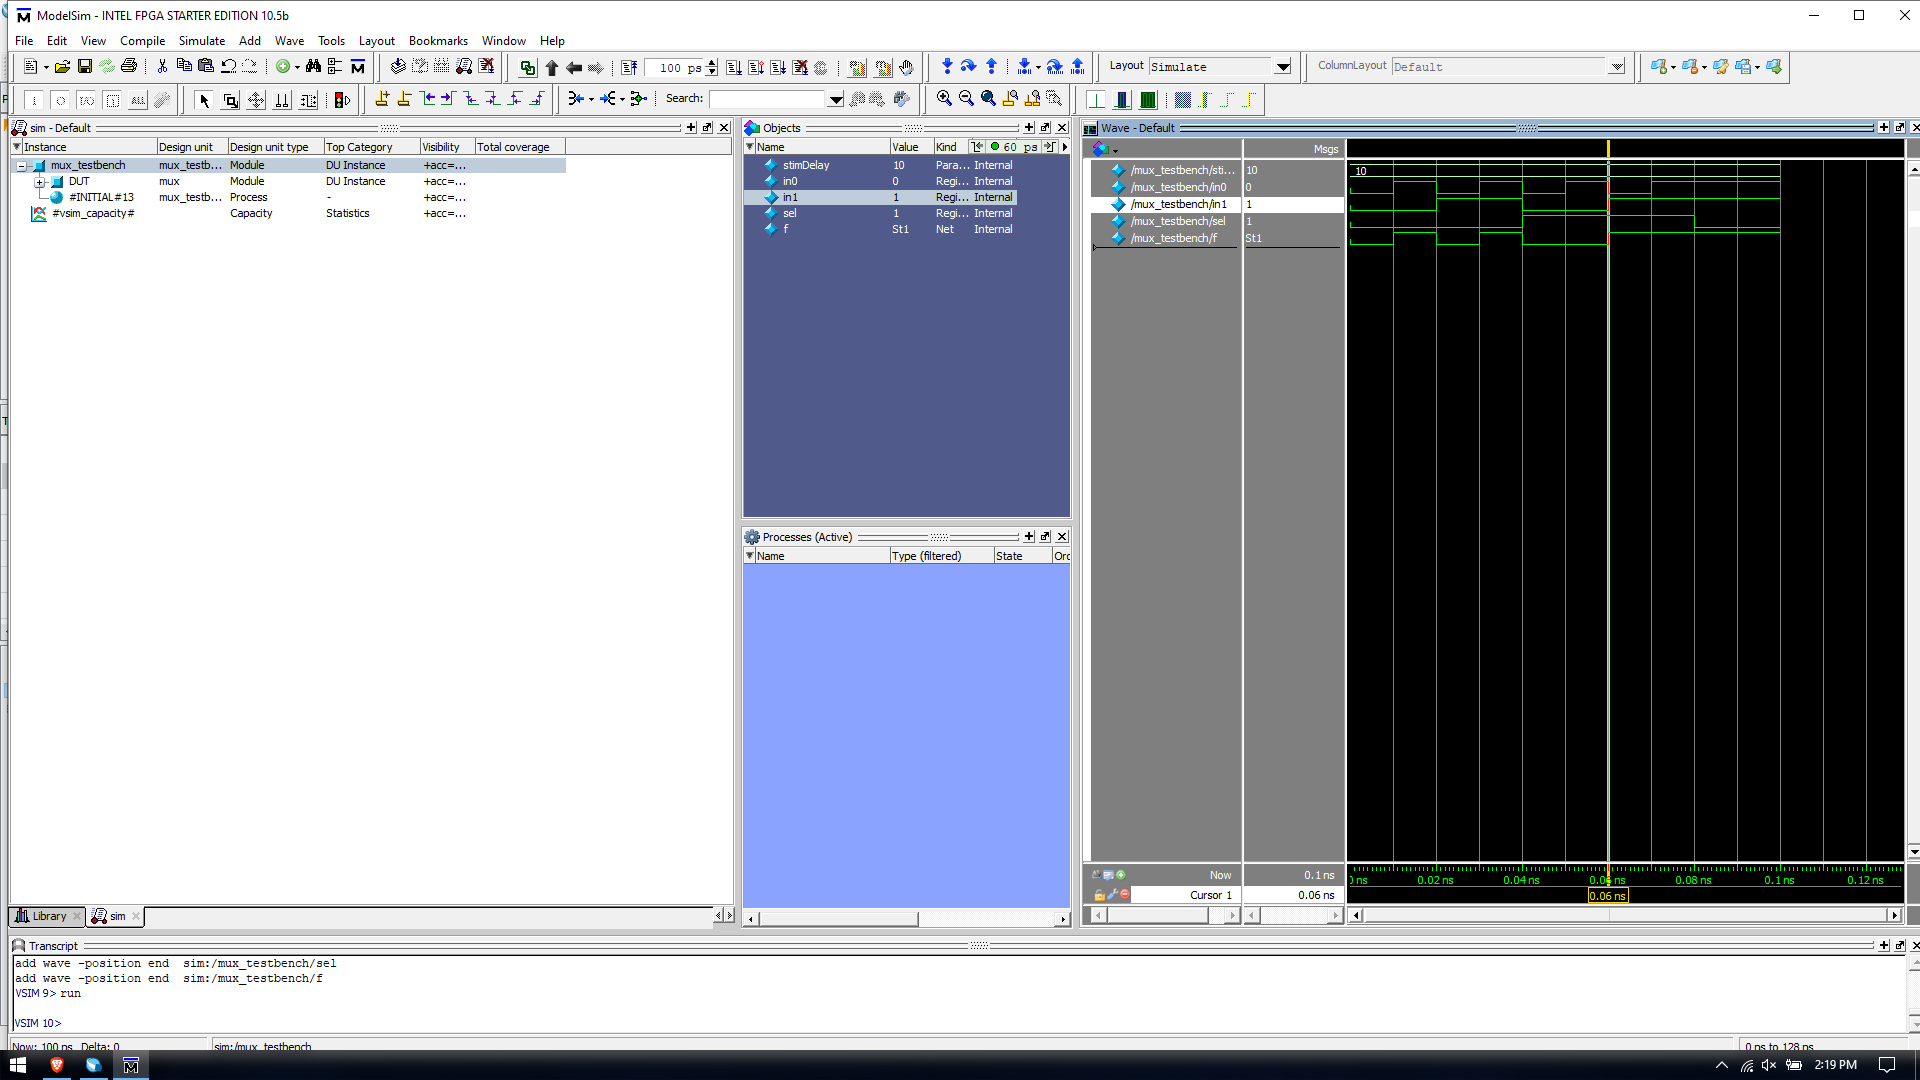 ModelSim - INTEL FPGA STARTER EDITION 10.5b
File Edit View Compile Simulate Add Wave Tools Layout Bookmarks Window Help
100 ps
Layout Simulate
ColumnLayout Default
Search:
sim - Default
Instance Design unit Design unit type Top Category Visibility Total coverage
mux_testbench mux_testb... Module DU Instance +acc=...
DUT mux Module DU Instance +acc=...
#INITIAL#13 mux_testb... Process - +acc=...
#vsim_capacity# Capacity Statistics +acc=...
Library sim
Objects
Name Value Kind 60 ps
stimDelay 10 Para... Internal
in0 0 Regi... Internal
in1 1 Regi... Internal
sel 1 Regi... Internal
f St1 Net Internal
Processes (Active)
Name Type (filtered) State Orc
Wave - Default
Msgs
/mux_testbench/sti... 10 10
/mux_testbench/in0 0
/mux_testbench/in1 1
/mux_testbench/sel 1
/mux_testbench/f St1
Now 0.1 ns
Cursor 1 0.06 ns
ns 0.02 ns 0.04 ns 0.06 ns 0.08 ns 0.1 ns 0.12 ns
0.06 ns
Transcript
add wave -position end sim:/mux_testbench/sel
add wave -position end sim:/mux_testbench/f
VSIM 9> run
VSIM 10>
Now: 100 ps Delta: 0 sim:/mux_testbench 0 ps to 128 ps
2:19 PM